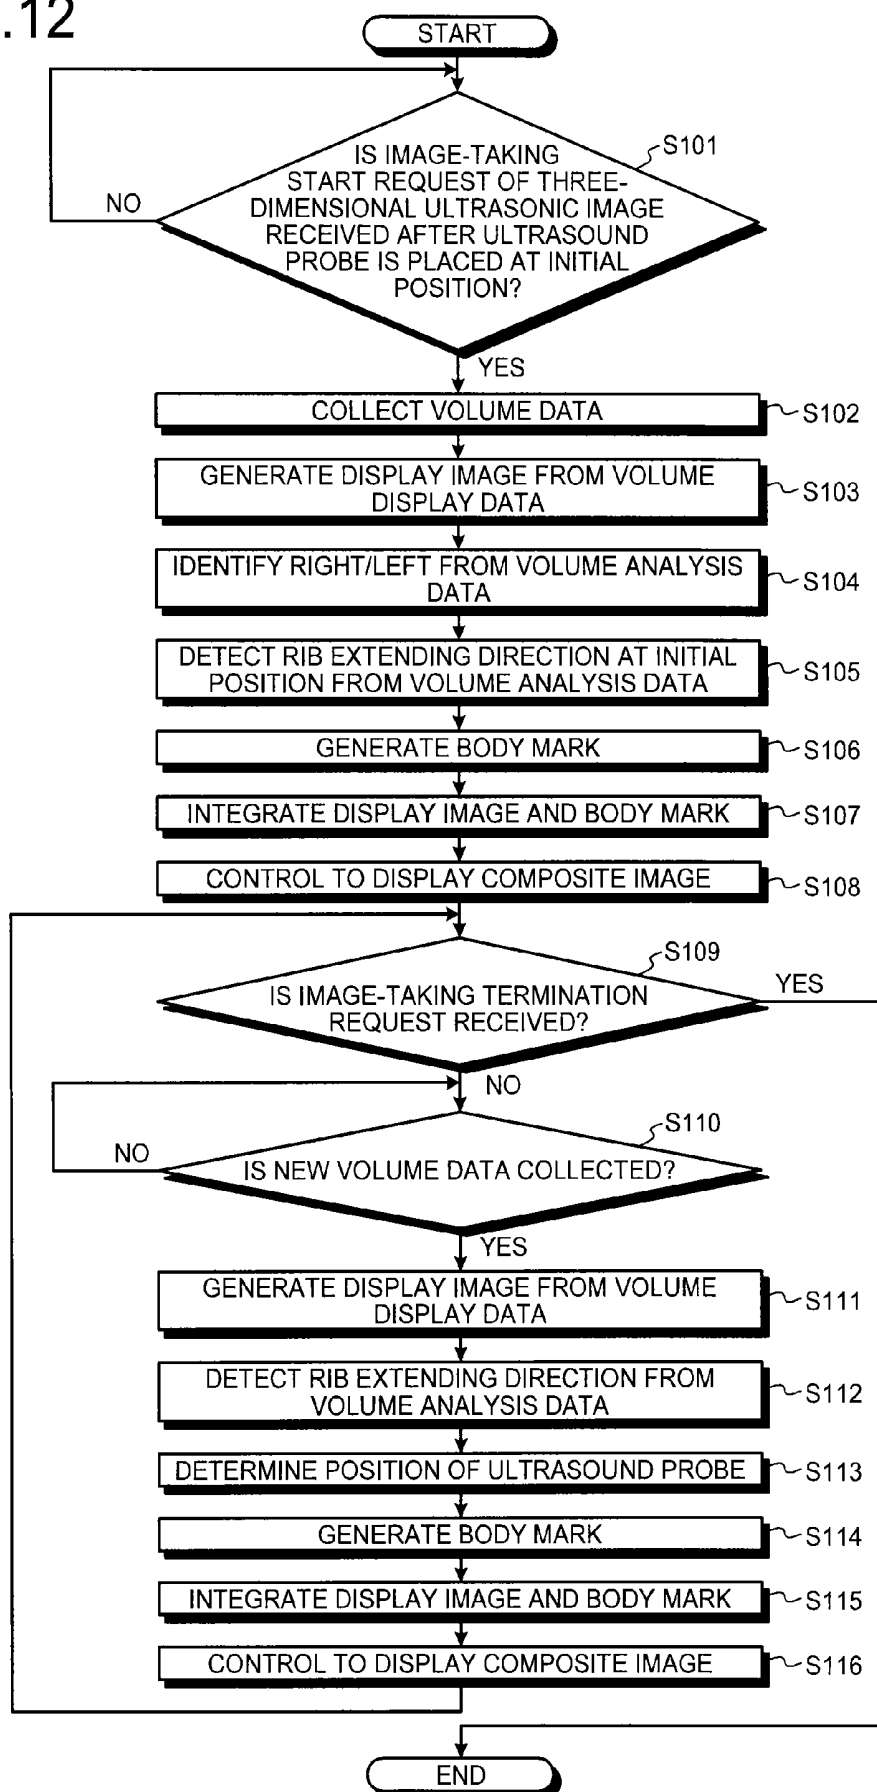 .12
START
IS IMAGE-TAKING
START REQUEST OF THREE-
DIMENSIONAL ULTRASONIC IMAGE
RECEIVED AFTER ULTRASOUND
PROBE IS PLACED AT INITIAL
POSITION?
S101
NO
YES
COLLECT VOLUME DATA
S102
GENERATE DISPLAY IMAGE FROM VOLUME
DISPLAY DATA
S103
IDENTIFY RIGHT/LEFT FROM VOLUME ANALYSIS
DATA
S104
DETECT RIB EXTENDING DIRECTION AT INITIAL
POSITION FROM VOLUME ANALYSIS DATA
S105
GENERATE BODY MARK
S106
INTEGRATE DISPLAY IMAGE AND BODY MARK
S107
CONTROL TO DISPLAY COMPOSITE IMAGE
S108
IS IMAGE-TAKING TERMINATION
REQUEST RECEIVED?
S109
YES
NO
IS NEW VOLUME DATA COLLECTED?
S110
NO
YES
GENERATE DISPLAY IMAGE FROM VOLUME
DISPLAY DATA
S111
DETECT RIB EXTENDING DIRECTION FROM
VOLUME ANALYSIS DATA
S112
DETERMINE POSITION OF ULTRASOUND PROBE
S113
GENERATE BODY MARK
S114
INTEGRATE DISPLAY IMAGE AND BODY MARK
S115
CONTROL TO DISPLAY COMPOSITE IMAGE
S116
END